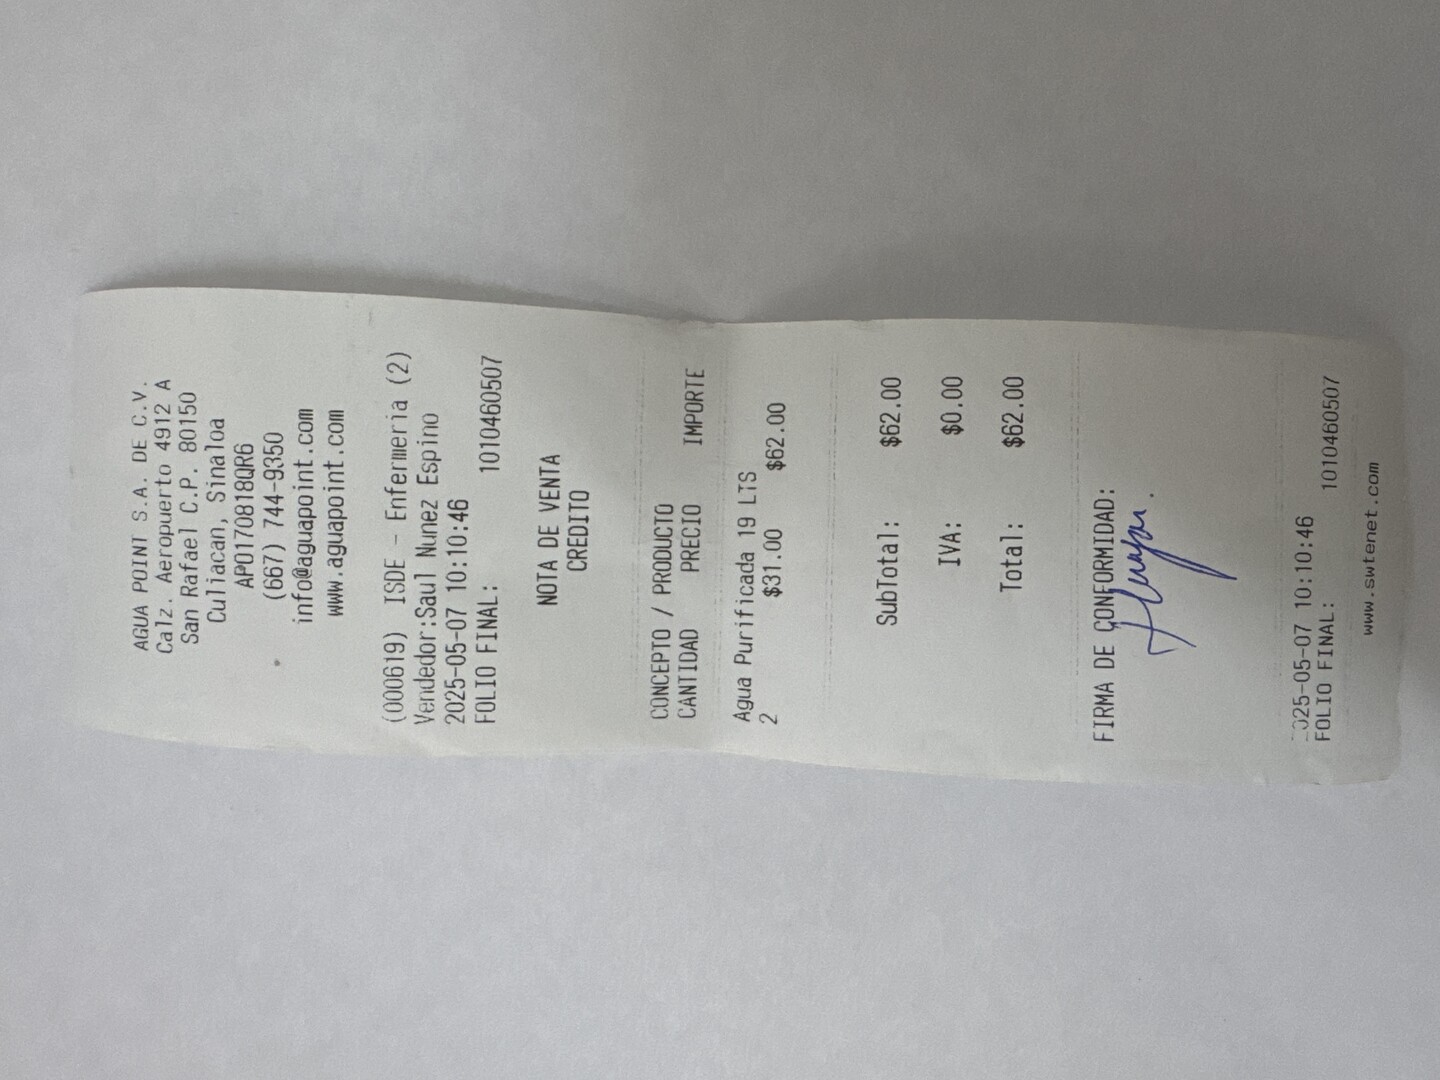 AGUA POINT S.A. DE C.V.
Calz. Aeropuerto 4912 A
San Rafael C.P. 80150
Culiacan, Sinaloa
APO170818QR6
(667) 744-9350
info@aguapoint.com
www.aguapoint.com
(000619) ISDE - Enfermeria (2)
Vendedor:Saul Nunez Espino
2025-05-07 10:10:46
FOLIO FINAL: 1010460507
NOTA DE VENTA
CREDITO
CONCEPTO / PRODUCTO
CANTIDAD PRECIO IMPORTE
Agua Purificada 19 LTS
2 $31.00 $62.00
SubTotal: $62.00
IVA: $0.00
Total: $62.00
FIRMA DE CONFORMIDAD:
2025-05-07 10:10:46
FOLIO FINAL: 1010460507
www.swtenet.com